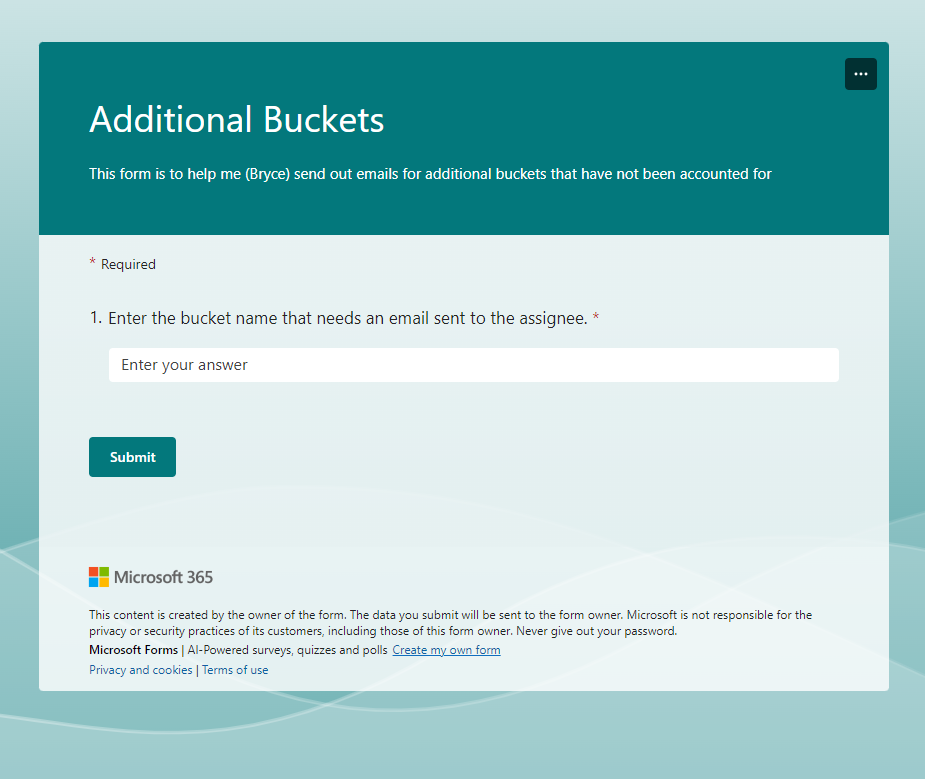 Additional Buckets
This form is to help me (Bryce) send out emails for additional buckets that have not been accounted for
* Required
1. Enter the bucket name that needs an email sent to the assignee. *
Enter your answer
Submit
Microsoft 365
This content is created by the owner of the form. The data you submit will be sent to the form owner. Microsoft is not responsible for the
privacy or security practices of its customers, including those of this form owner. Never give out your password.
Microsoft Forms | AI-Powered surveys, quizzes and polls Create my own form
Privacy and cookies | Terms of use